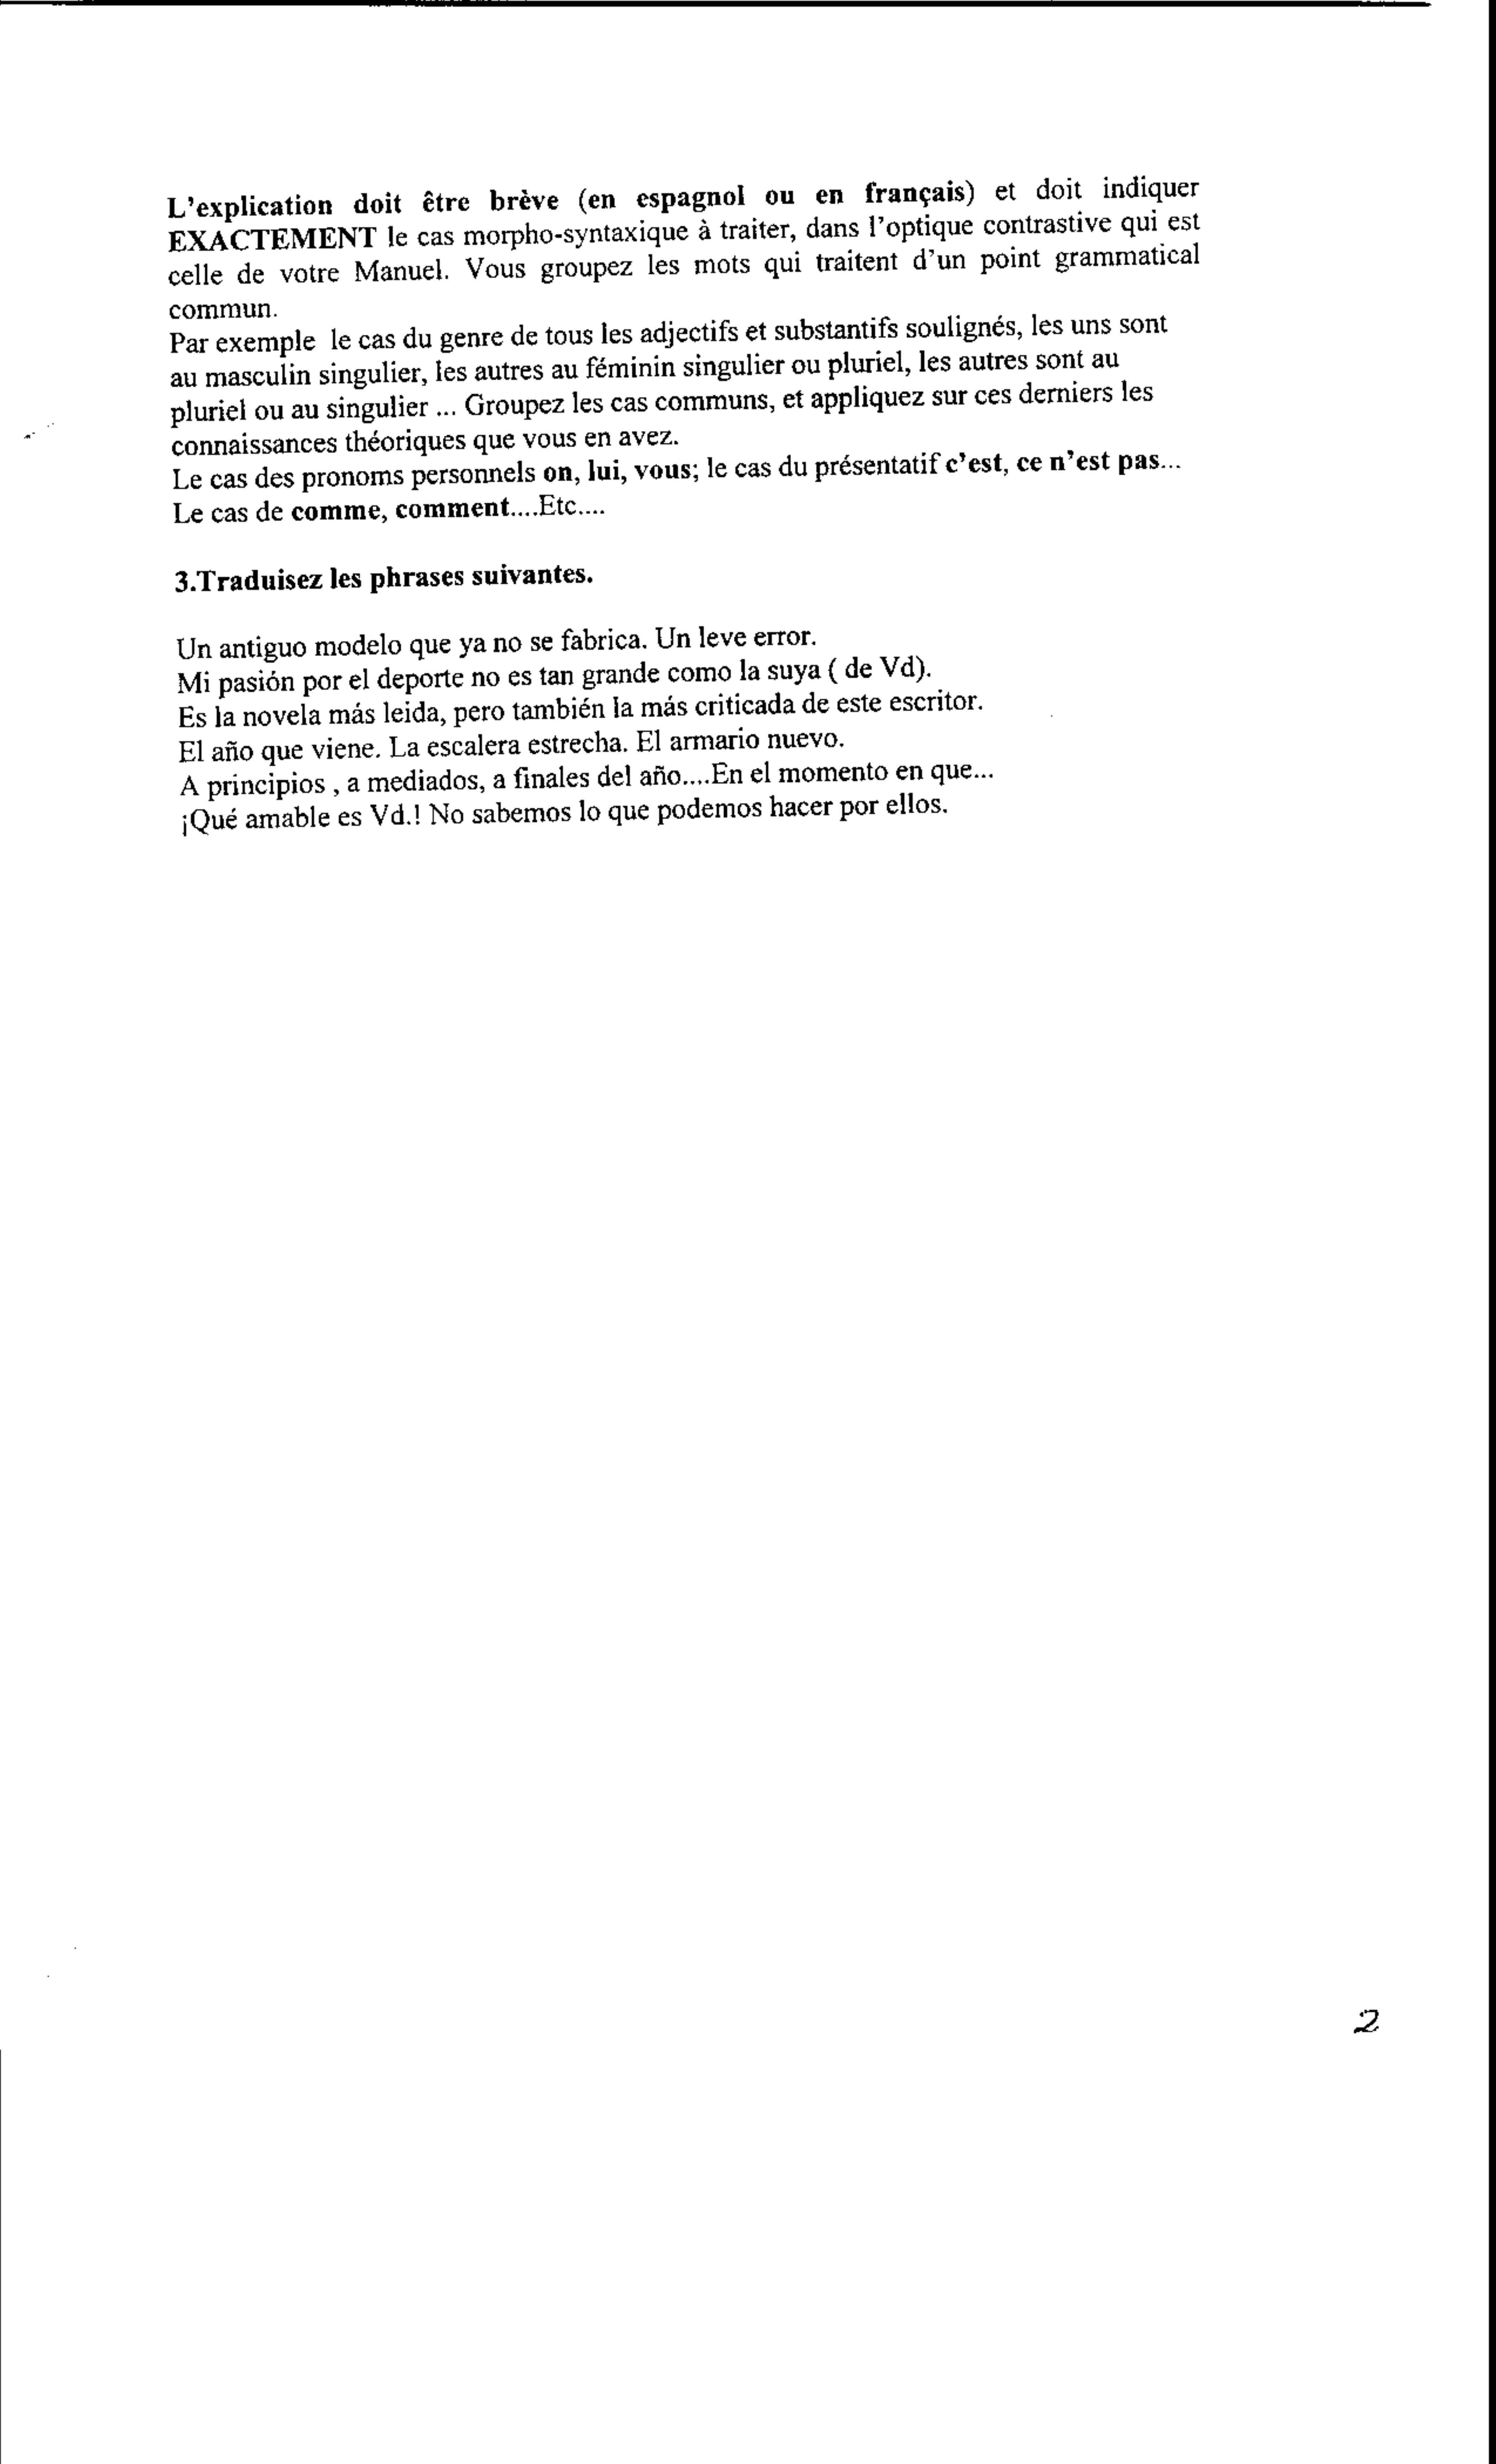 L'explication doit être brève (en espagnol ou en français) et doit indiquer
EXACTEMENT le cas morpho-syntaxique à traiter, dans l'optique contrastive qui est
celle de votre Manuel. Vous groupez les mots qui traitent d'un point grammatical
commun.
Par exemple le cas du genre de tous les adjectifs et substantifs soulignés, les uns sont
au masculin singulier, les autres au féminin singulier ou pluriel, les autres sont au
pluriel ou au singulier ... Groupez les cas communs, et appliquez sur ces derniers les
connaissances théoriques que vous en avez.
Le cas des pronoms personnels on, lui, vous; le cas du présentatif c'est, ce n'est pas...
Le cas de comme, comment....Etc....
3.Traduisez les phrases suivantes.
Un antiguo modelo que ya no se fabrica. Un leve error.
Mi pasión por el deporte no es tan grande como la suya ( de Vd).
Es la novela más leida, pero también la más criticada de este escritor.
El año que viene. La escalera estrecha. El armario nuevo.
A principios , a mediados, a finales del año....En el momento en que...
¡Qué amable es Vd.! No sabemos lo que podemos hacer por ellos.
2